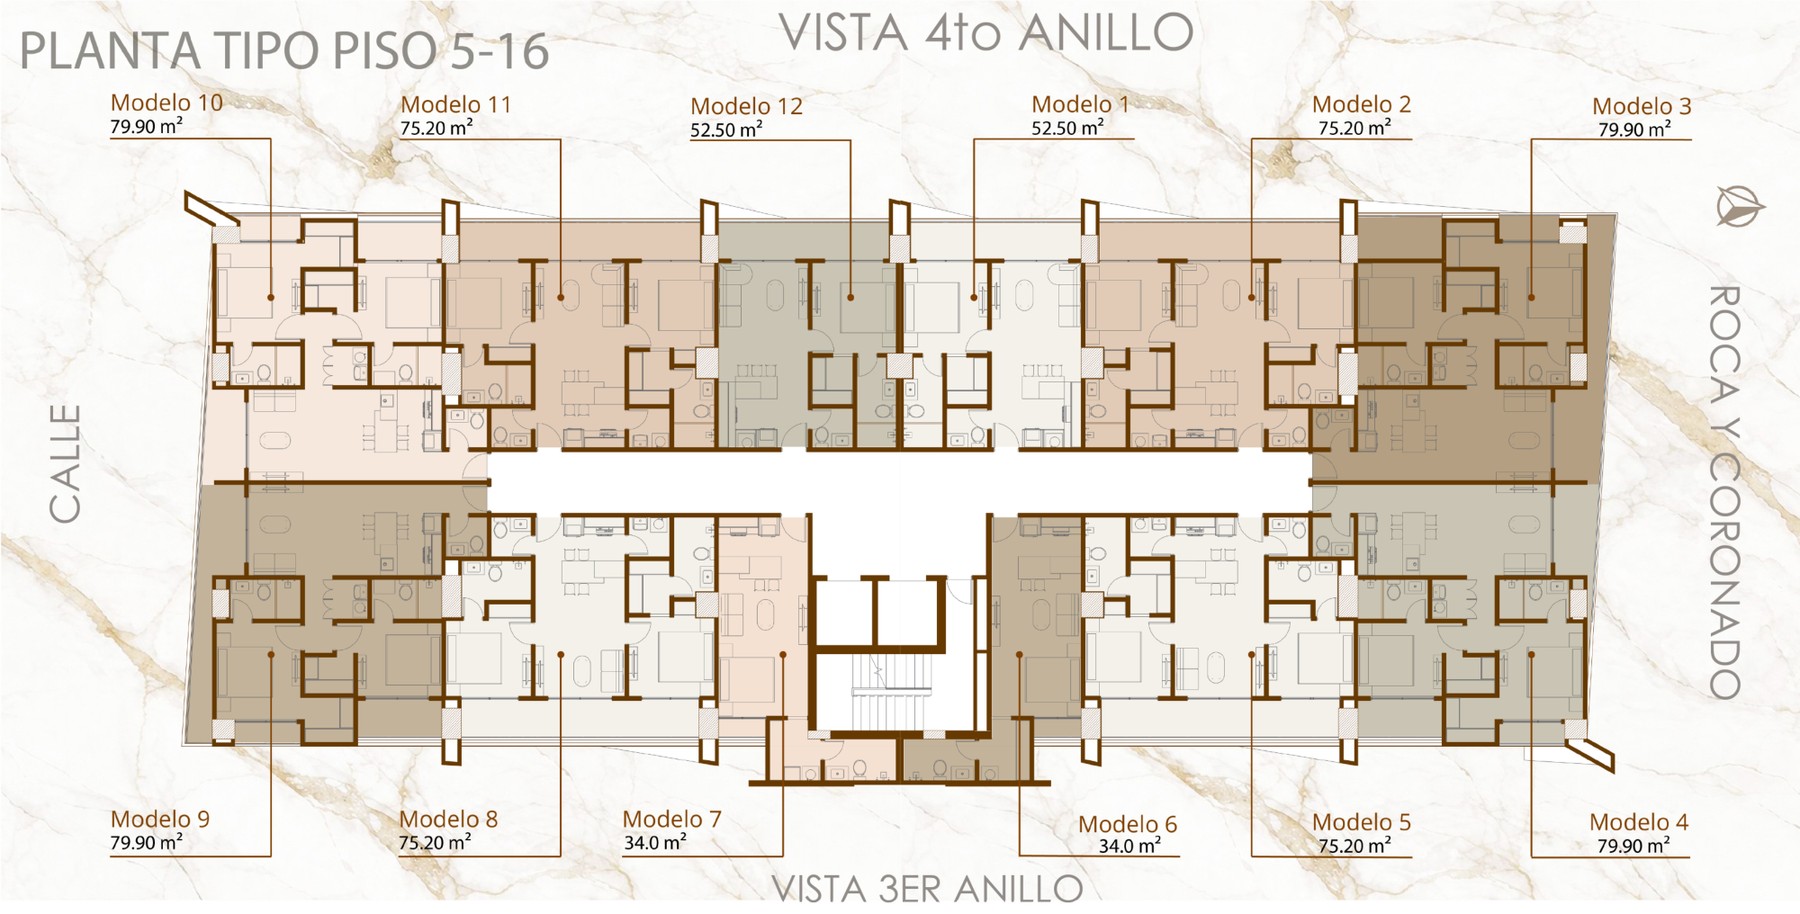 VISTA 4to ANILLO
PLANTA TIPO PISO 5-16
Modelo 10
79.90 m²
Modelo 11
75.20 m²
Modelo 12
52.50 m²
Modelo 1
52.50 m²
Modelo 2
75.20 m²
Modelo 3
79.90 m²
CALLE
ROCA Y CORONADO
Modelo 9
79.90 m²
Modelo 8
75.20 m²
Modelo 7
34.0 m²
Modelo 6
34.0 m²
Modelo 5
75.20 m²
Modelo 4
79.90 m²
VISTA 3ER ANILLO